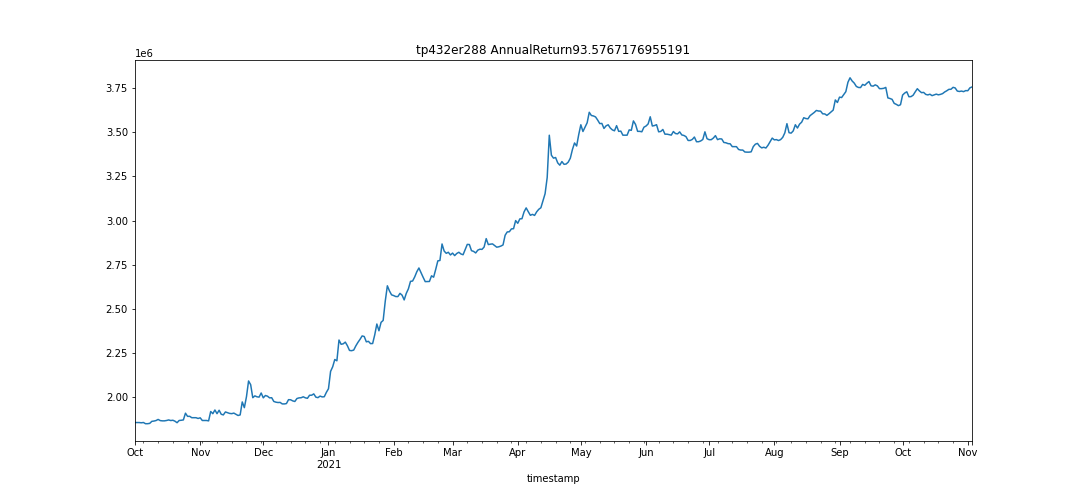 tp432er288 AnnualReturn93.5767176955191
1e6
3.75
3.50
3.25
3.00
2.75
2.50
2.25
2.00
Oct Nov Dec Jan Feb Mar Apr May Jun Jul Aug Sep Oct Nov
2021
timestamp